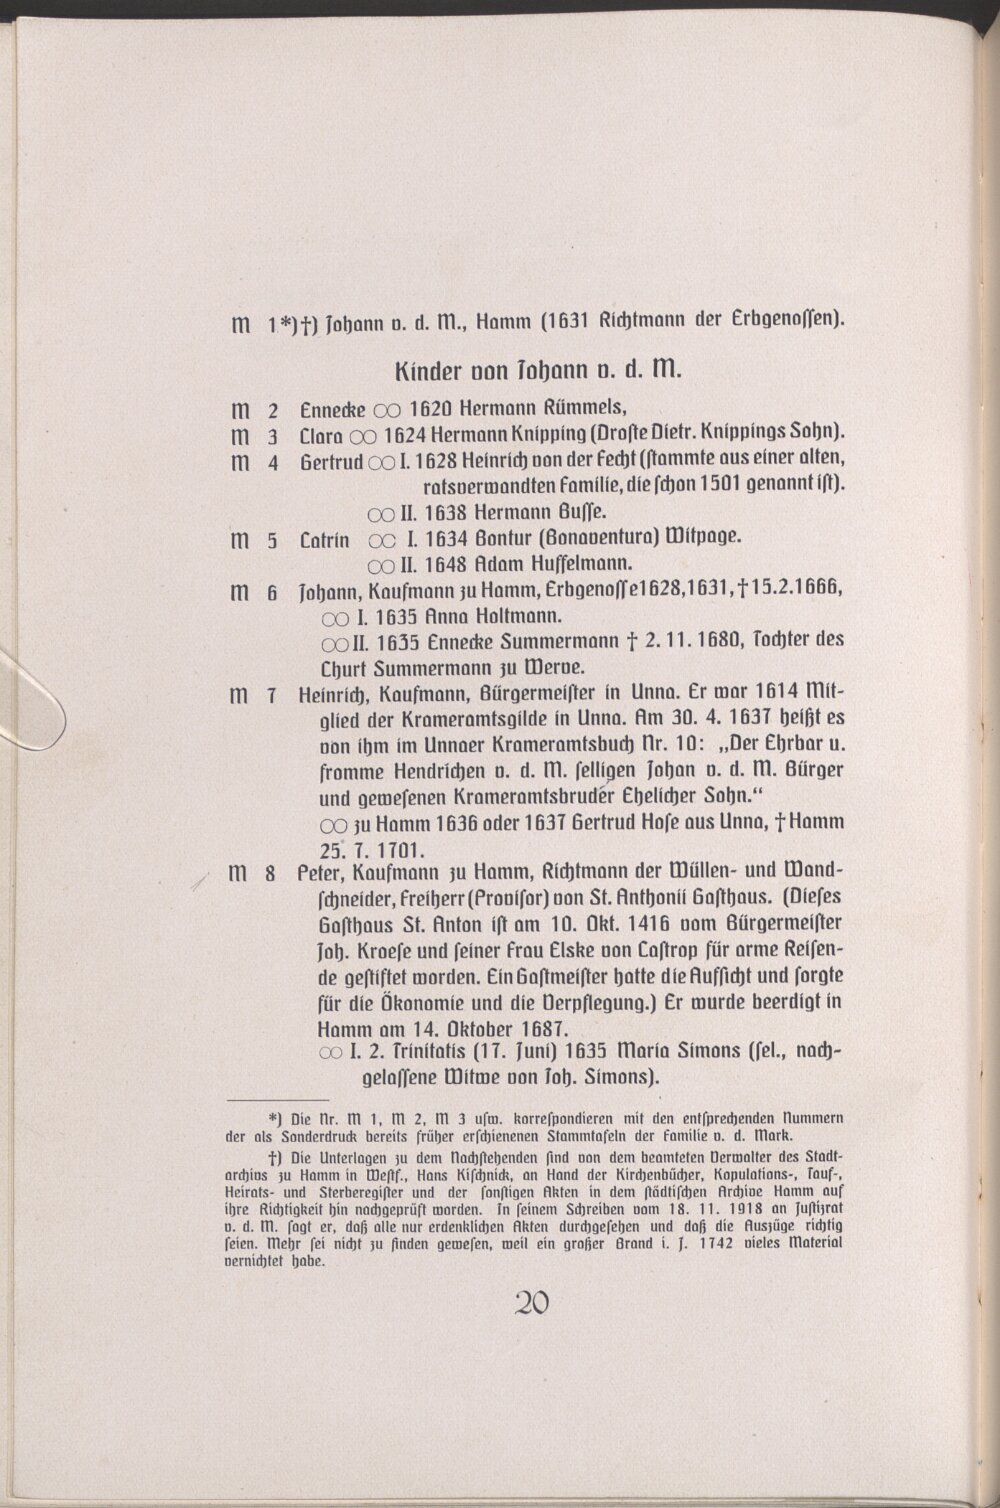 M 1*)†) Johann v. d. M., Hamm (1631 Richtmann der Erbgenossen).
Kinder von Johann v. d. M.
M 2 Ennecke ○○ 1620 Hermann Rümmels,
M 3 Clara ○○ 1624 Hermann Knipping (Droste Dietr. Knippings Sohn).
M 4 Gertrud ○○ I. 1628 Heinrich von der Fecht (stammte aus einer alten,
ratsverwandten Familie, die schon 1501 genannt ist).
○○ II. 1638 Hermann Busse.
M 5 Catrin ○○ I. 1634 Bontur (Bonaventura) Witpage.
○○ II. 1648 Adam Huffelmann.
M 6 Johann, Kaufmann zu Hamm, Erbgenosse 1628, 1631, † 15. 2. 1666,
○○ I. 1635 Anna Holtmann.
○○ II. 1635 Ennecke Summermann † 2. 11. 1680, Tochter des
Churt Summermann zu Werve.
M 7 Heinrich, Kaufmann, Bürgermeister in Unna. Er war 1614 Mit-
glied der Krameramtsgilde in Unna. Am 30. 4. 1637 heißt es
von ihm im Unnaer Krameramtsbuch Nr. 10: „Der Ehrbar u.
fromme Hendrichen v. d. M. selligen Johan v. d. M. Bürger
und gewesenen Krameramtsbruder Ehelicher Sohn.“
○○ zu Hamm 1636 oder 1637 Gertrud Hose aus Unna, † Hamm
25. 7. 1701.
M 8 Peter, Kaufmann zu Hamm, Richtmann der Wüllen- und Wand-
schneider, Freiherr (Provisor) von St. Anthonii Gasthaus. (Dieses
Gasthaus St. Anton ist am 10. Okt. 1416 vom Bürgermeister
Joh. Kroese und seiner Frau Elske von Castrop für arme Reisen-
de gestiftet worden. Ein Gastmeister hatte die Aufsicht und sorgte
für die Ökonomie und die Verpflegung.) Er wurde beerdigt in
Hamm am 14. Oktober 1687.
○○ I. 2. Trinitatis (17. Juni) 1635 Maria Simons (sel., nach-
gelassene Witwe von Joh. Simons).
*) Die Nr. M 1, M 2, M 3 usw. korrespondieren mit den entsprechenden Nummern
der als Sonderdruck bereits früher erschienenen Stammtafeln der Familie v. d. Mark.
†) Die Unterlagen zu dem Nachstehenden sind von dem beamteten Verwalter des Stadt-
archivs zu Hamm in Westf., Hans Kischnick, an Hand der Kirchenbücher, Kopulations-, Tauf-,
Heirats- und Sterberegister und der sonstigen Akten in dem städtischen Archive Hamm auf
ihre Richtigkeit hin nachgeprüft worden. In seinem Schreiben vom 18. 11. 1918 an Justizrat
v. d. M. sagt er, daß alle nur erdenklichen Akten durchgesehen und daß die Auszüge richtig
seien. Mehr sei nicht zu finden gewesen, weil ein großer Brand i. J. 1742 vieles Material
vernichtet habe.
20